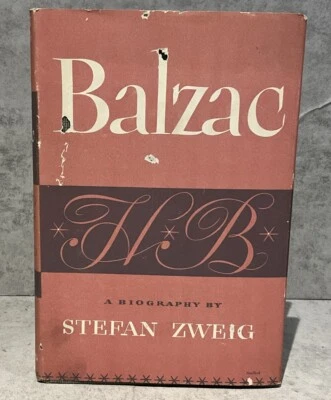 Balzac
H·B
A BIOGRAPHY BY
STEFAN ZWEIG